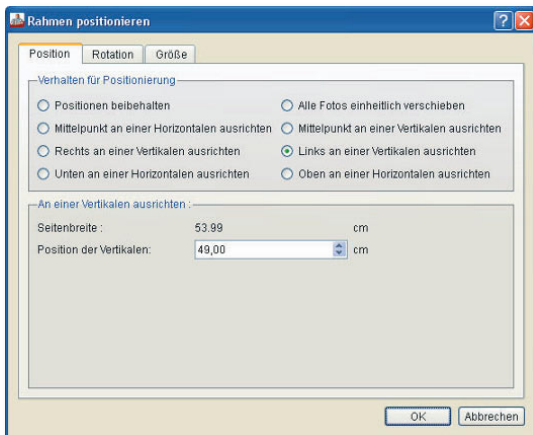 Rahmen positionieren
Position Rotation Größe
Verhalten für Positionierung
Positionen beibehalten Alle Fotos einheitlich verschieben
Mittelpunkt an einer Horizontalen ausrichten Mittelpunkt an einer Vertikalen ausrichten
Rechts an einer Vertikalen ausrichten Links an einer Vertikalen ausrichten
Unten an einer Horizontalen ausrichten Oben an einer Horizontalen ausrichten
An einer Vertikalen ausrichten :
Seitenbreite : 53.99 cm
Position der Vertikalen: 49,00 cm
OK Abbrechen